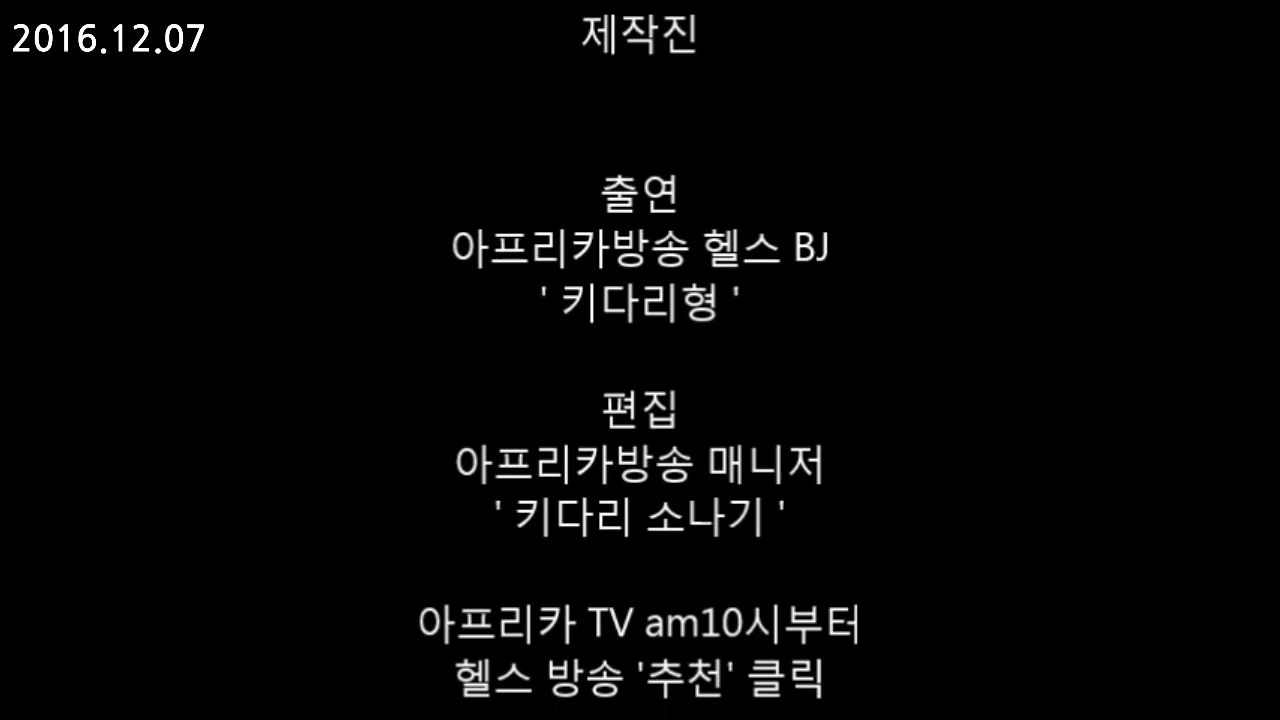 2016.12.07
제작진
출연
아프리카방송 헬스 BJ
' 키다리형 '
편집
아프리카방송 매니저
' 키다리 소나기 '
아프리카 TV am10시부터
헬스 방송 '추천' 클릭